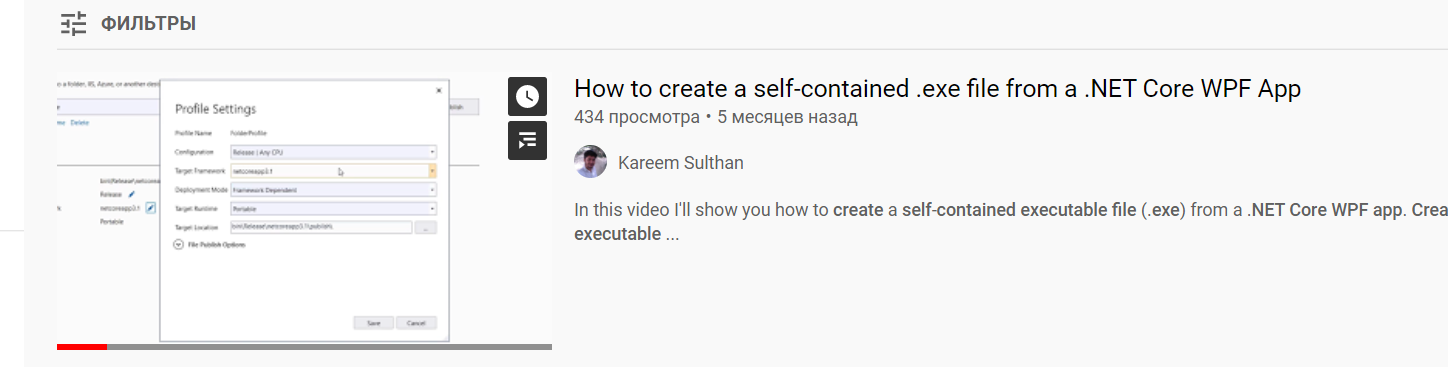 ФИЛЬТРЫ
How to create a self-contained .exe file from a .NET Core WPF App
434 просмотра • 5 месяцев назад
Kareem Sulthan
In this video I'll show you how to create a self-contained executable file (.exe) from a .NET Core WPF app. Crea
executable ...
o a folder, IIS, Azure, or another dest
Delete
Profile Settings
Profile Name FolderProfile
Configuration Release | Any CPU
Target Framework netcoreapp3.1
Deployment Mode Framework Dependent
Target Runtime Portable
Target Location bin\Release\netcoreapp3.1\publish\ ...
File Publish Options
Save Cancel
bin\Release\netcorea
Release
netcoreapp3.1
Portable